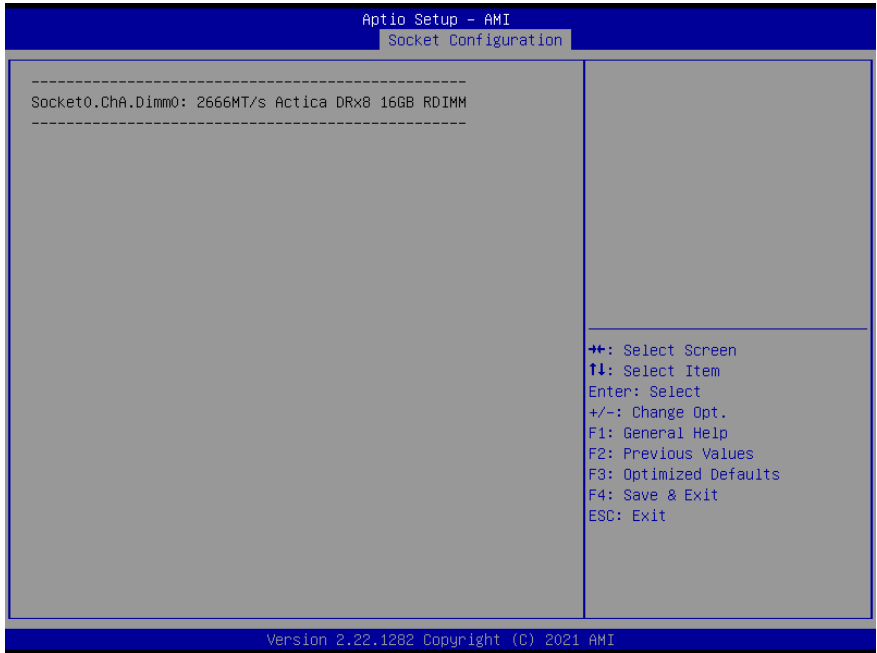 Aptio Setup – AMI
Socket Configuration
--------------------------------------------------
Socket0.ChA.Dimm0: 2666MT/s Actica DRx8 16GB RDIMM
--------------------------------------------------
→←: Select Screen
↑↓: Select Item
Enter: Select
+/-: Change Opt.
F1: General Help
F2: Previous Values
F3: Optimized Defaults
F4: Save & Exit
ESC: Exit
Version 2.22.1282 Copyright (C) 2021 AMI